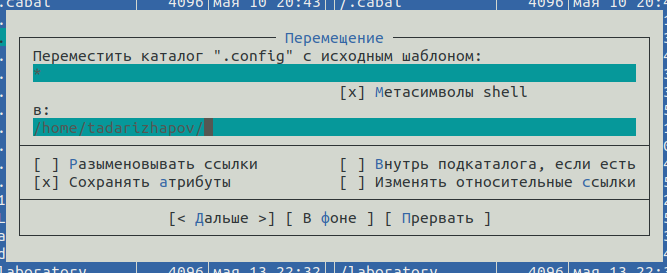 .cabal 4096 мая 10 20:43 /.cabal 4096 мая 10 20:4
Перемещение
Переместить каталог ".config" с исходным шаблоном:
*
[x] Метасимволы shell
в:
/home/tadarizhapov/
[ ] Разыменовывать ссылки [ ] Внутрь подкаталога, если есть
[x] Сохранять атрибуты [ ] Изменять относительные ссылки
[< Дальше >] [ В фоне ] [ Прервать ]
laboratory 4096 мая 13 22:32 /laboratory 4096 мая 13 22:3